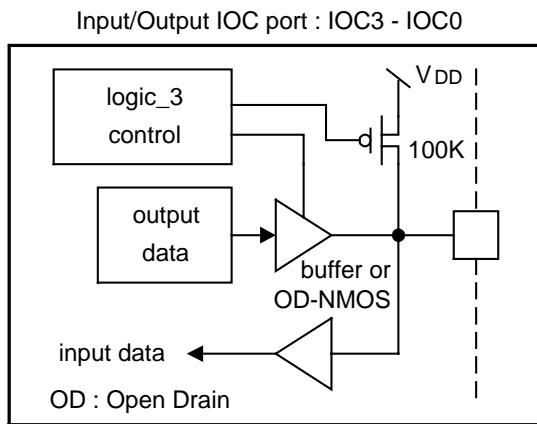 Input/Output IOC port : IOC3 - IOC0
VDD
logic_3
control
100K
output
data
buffer or
OD-NMOS
input data
OD : Open Drain